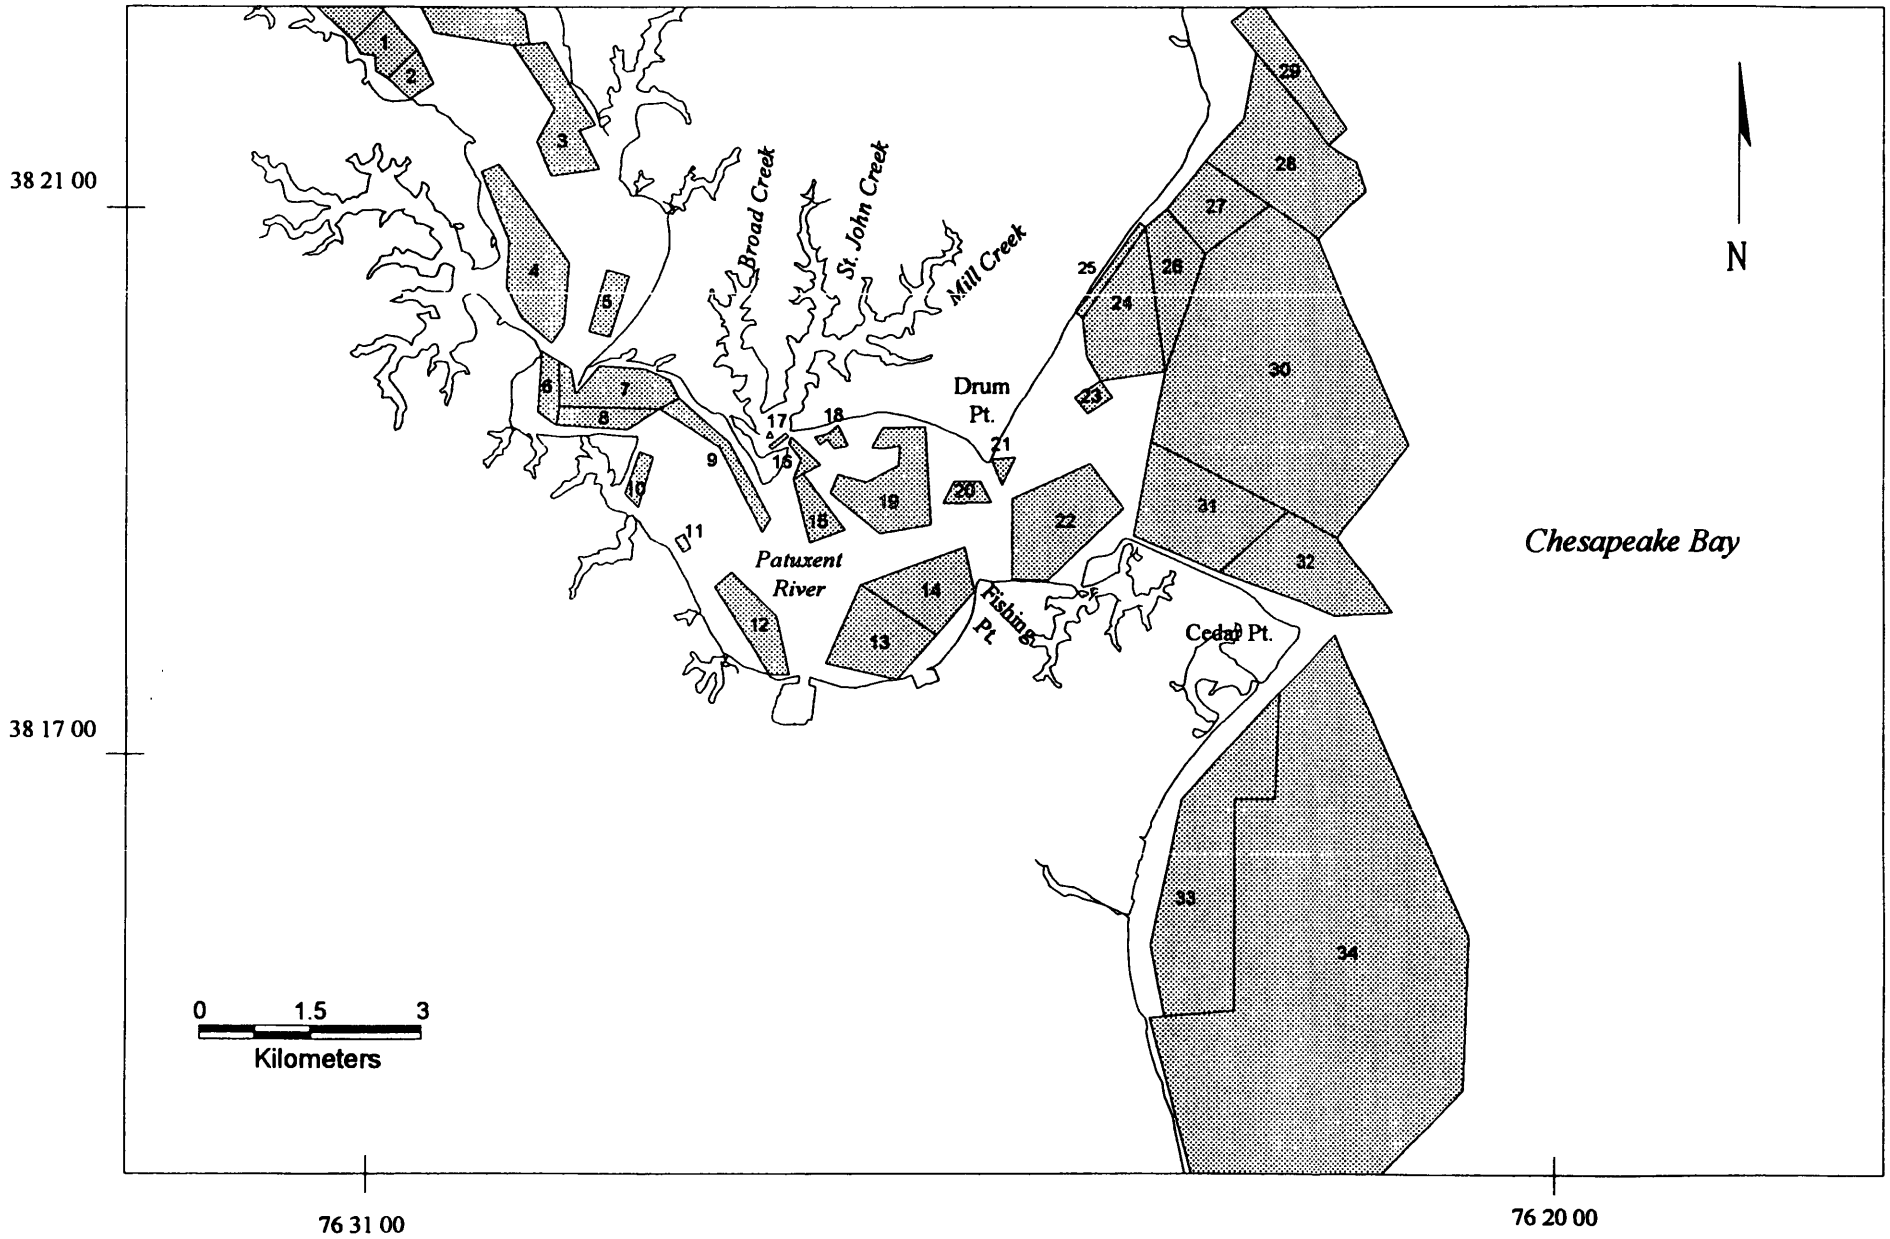 1
2
29
3
38 21 00
28
27
Broad Creek
St. John Creek
Mill Creek
N
4
5
25
26
24
30
6
7
8
Drum
Pt.
23
17
18
21
9
16
10
19
20
15
22
31
11
Chesapeake Bay
32
Patuxent
River
14
Fishing
Pt.
12
13
Cedar Pt.
38 17 00
33
34
0 1.5 3
Kilometers
76 31 00
76 20 00